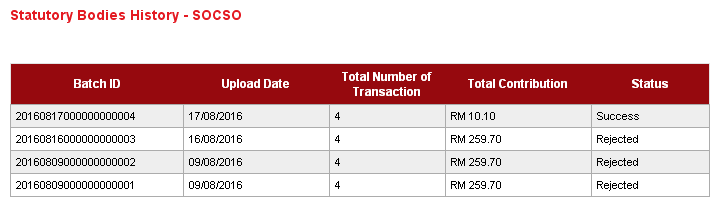 Statutory Bodies History - SOCSO
Batch ID Upload Date Total Number of Transaction Total Contribution Status
20160817000000000004 17/08/2016 4 RM 10.10 Success
20160816000000000003 16/08/2016 4 RM 259.70 Rejected
20160809000000000002 09/08/2016 4 RM 259.70 Rejected
20160809000000000001 09/08/2016 4 RM 259.70 Rejected